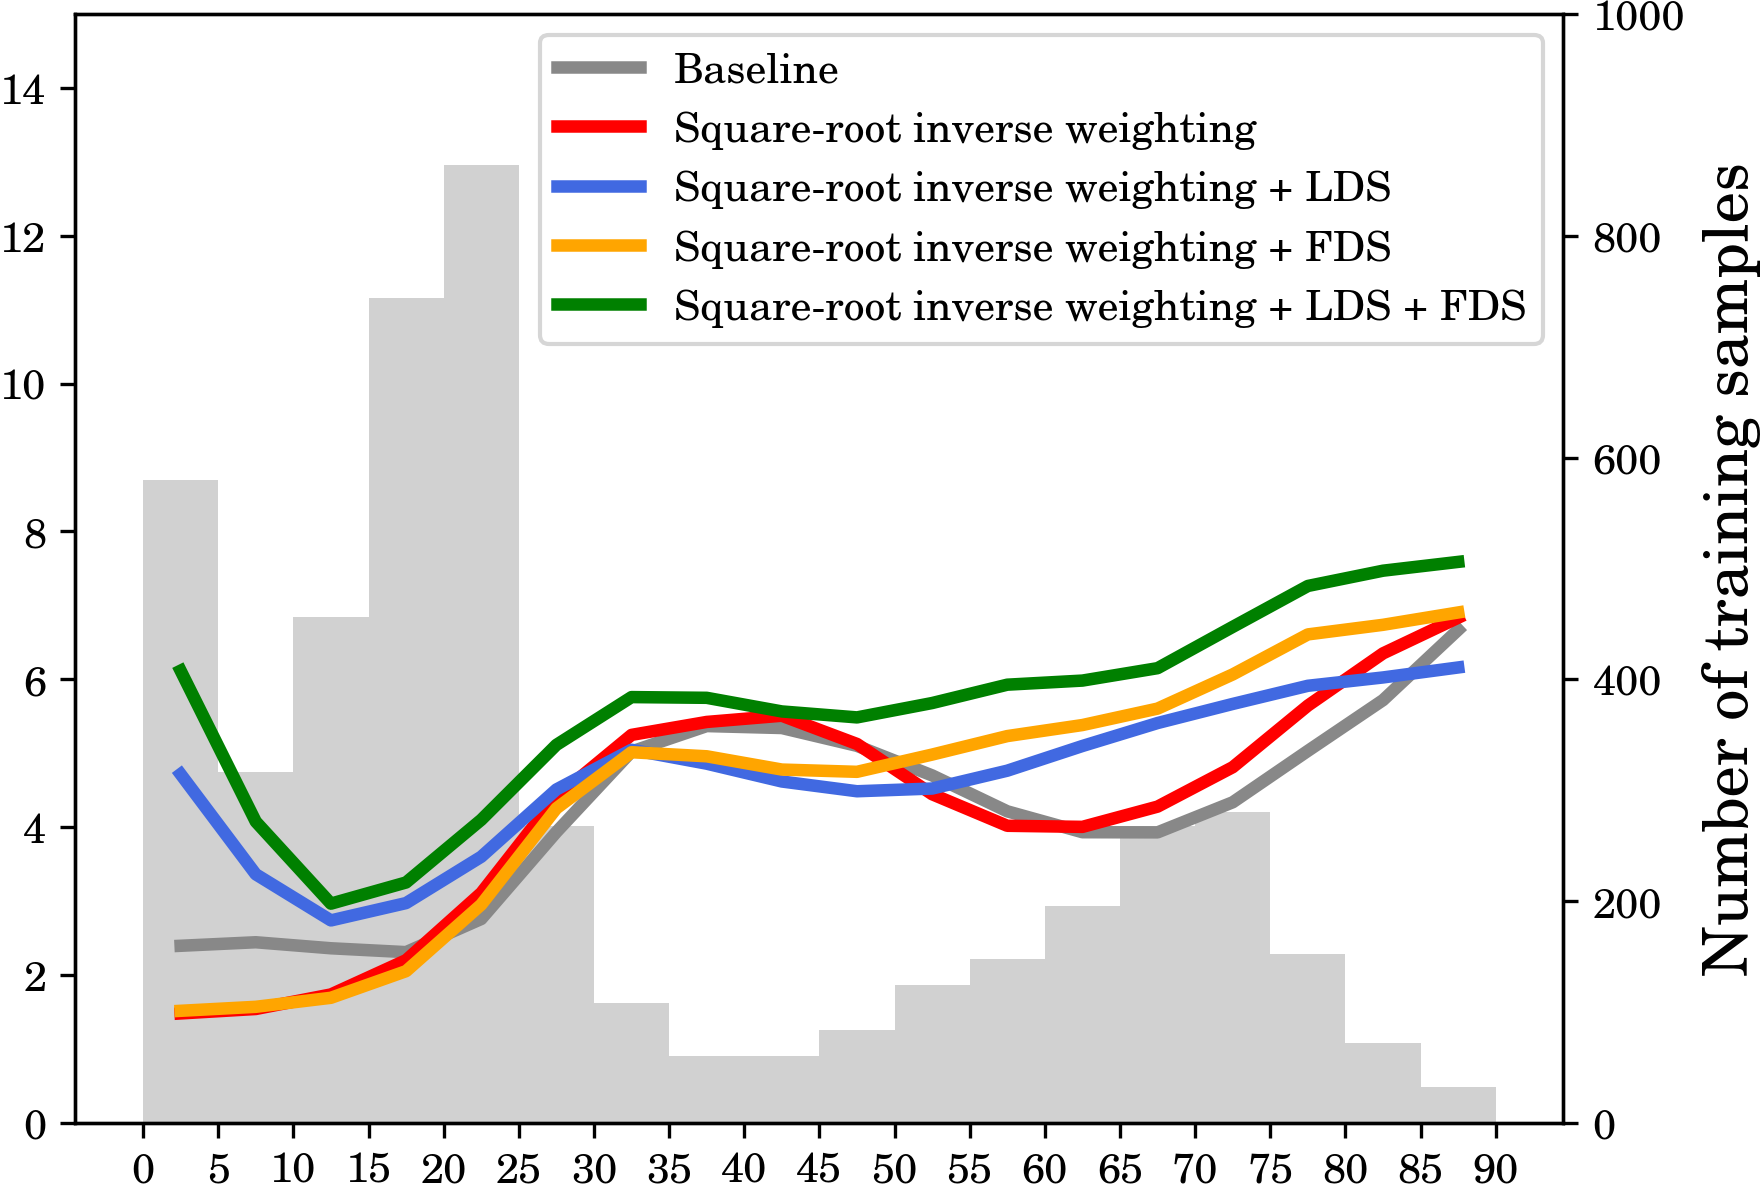 Baseline
Square-root inverse weighting
Square-root inverse weighting + LDS
Square-root inverse weighting + FDS
Square-root inverse weighting + LDS + FDS
14
12
10
8
6
4
2
0
1000
800
600
400
200
0
Number of training samples
0 5 10 15 20 25 30 35 40 45 50 55 60 65 70 75 80 85 90